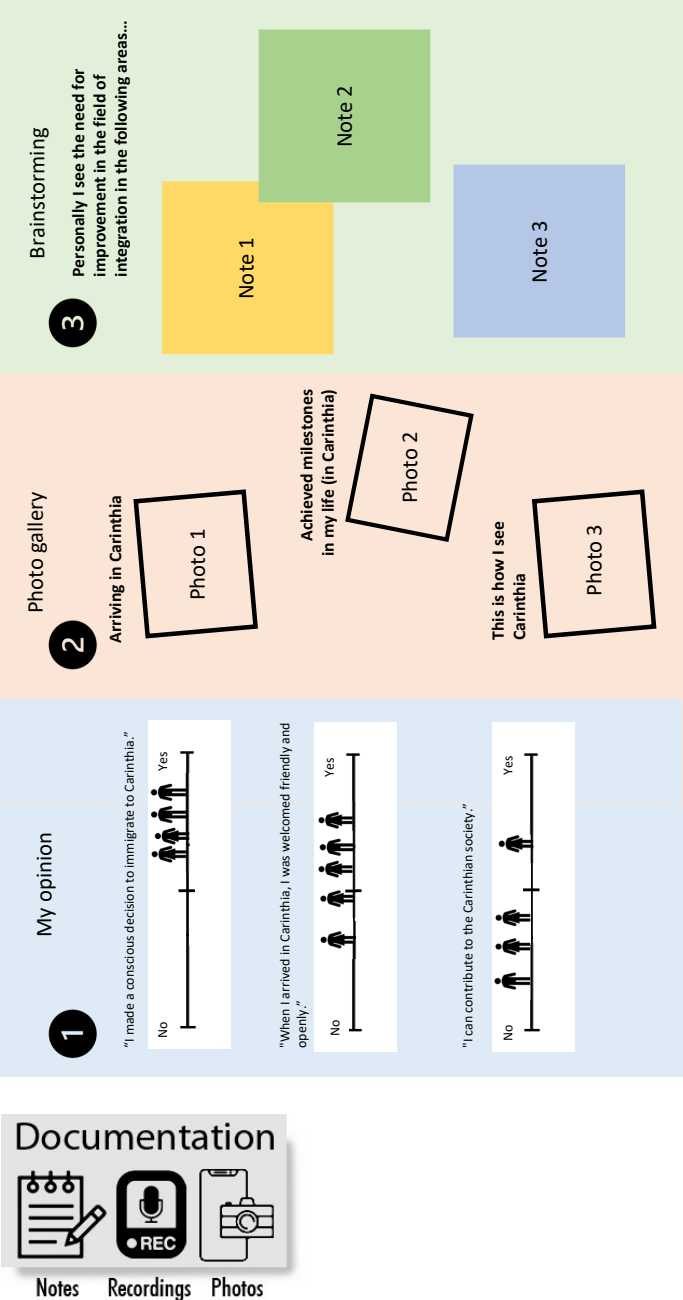 1
My opinion
“I made a conscious decision to immigrate to Carinthia.”
No
Yes
"When I arrived in Carinthia, I was welcomed friendly and
openly.”
No
Yes
"I can contribute to the Carinthian society.”
No
Yes
2
Photo gallery
Arriving in Carinthia
Photo 1
Achieved milestones
in my life (in Carinthia)
Photo 2
This is how I see
Carinthia
Photo 3
3
Brainstorming
Personally I see the need for
improvement in the field of
integration in the following areas...
Note 1
Note 2
Note 3
Documentation
REC
Notes
Recordings
Photos